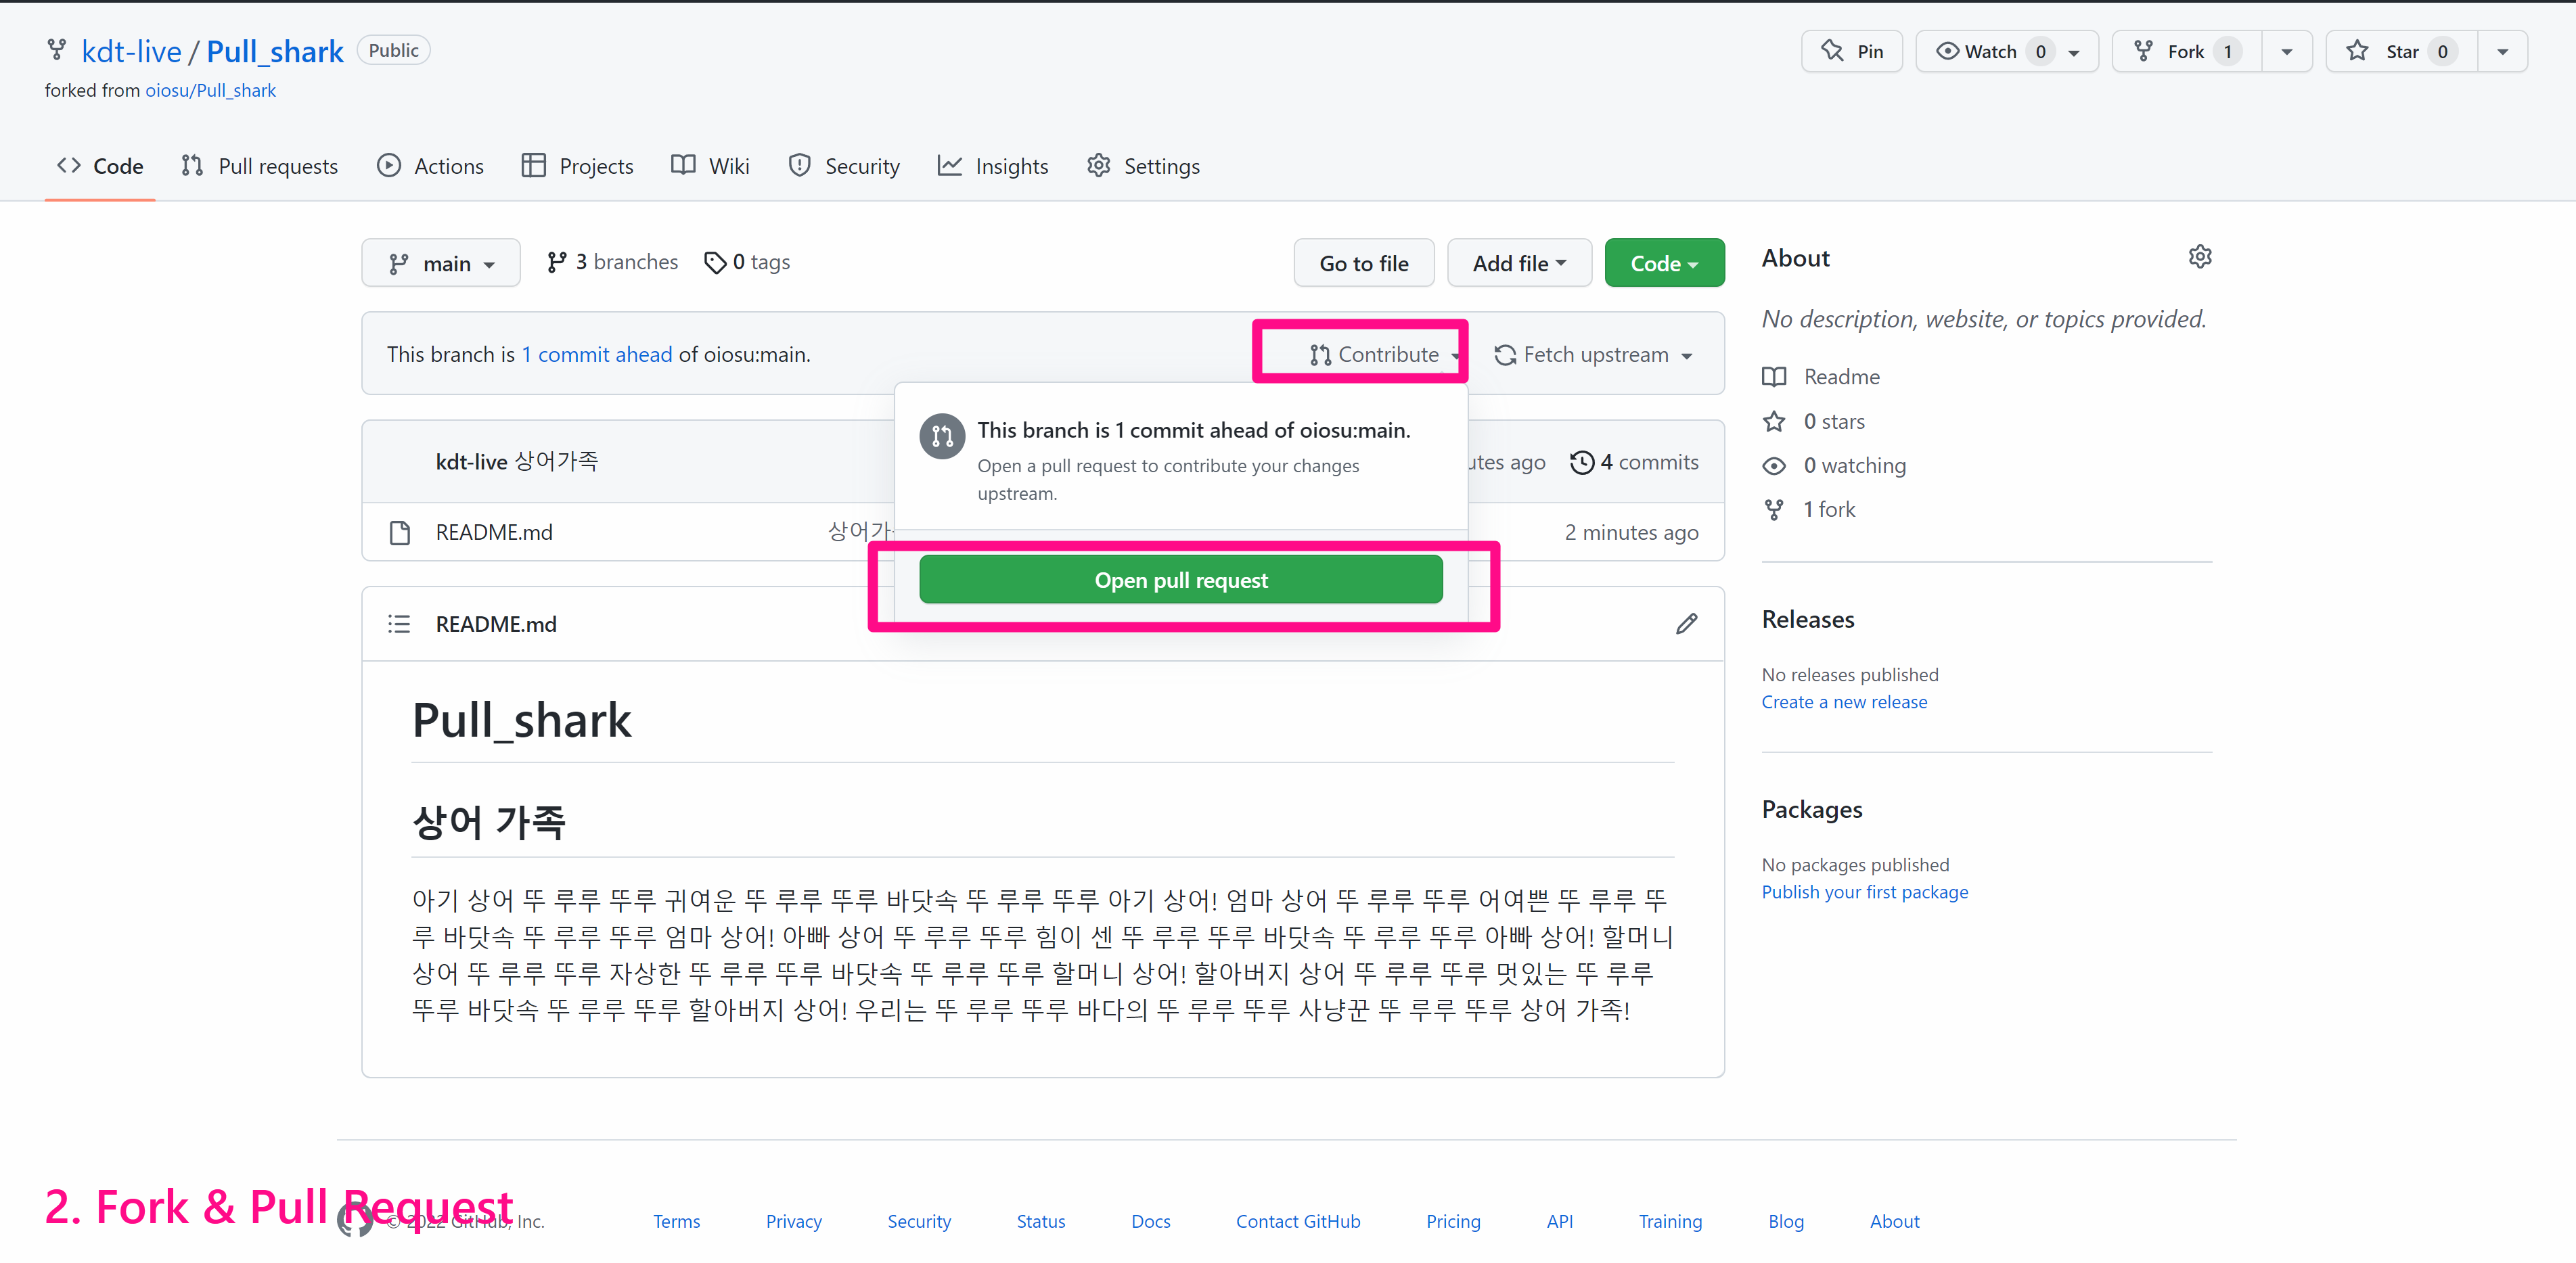 kdt-live / Pull_shark Public
Pin
Watch 0
Fork 1
Star 0
forked from oiosu/Pull_shark
Code
Pull requests
Actions
Projects
Wiki
Security
Insights
Settings
main
3 branches
0 tags
Go to file
Add file
Code
This branch is 1 commit ahead of oiosu:main.
Contribute
Fetch upstream
This branch is 1 commit ahead of oiosu:main.
Open a pull request to contribute your changes
upstream.
Open pull request
kdt-live 상어가족
ago
4 commits
README.md
상어가
2 minutes ago
README.md
Pull_shark
상어 가족
아기 상어 뚜 루루 뚜루 귀여운 뚜 루루 뚜루 바닷속 뚜 루루 뚜루 아기 상어! 엄마 상어 뚜 루루 뚜루 어여쁜 뚜 루루 뚜
루 바닷속 뚜 루루 뚜루 엄마 상어! 아빠 상어 뚜 루루 뚜루 힘이 센 뚜 루루 뚜루 바닷속 뚜 루루 뚜루 아빠 상어! 할머니
상어 뚜 루루 뚜루 자상한 뚜 루루 뚜루 바닷속 뚜 루루 뚜루 할머니 상어! 할아버지 상어 뚜 루루 뚜루 멋있는 뚜 루루
뚜루 바닷속 뚜 루루 뚜루 할아버지 상어! 우리는 뚜 루루 뚜루 바다의 뚜 루루 뚜루 사냥꾼 뚜 루루 뚜루 상어 가족!
About
No description, website, or topics provided.
Readme
0 stars
0 watching
1 fork
Releases
No releases published
Create a new release
Packages
No packages published
Publish your first package
2. Fork & Pull Request
© 2022 GitHub, Inc.
Terms
Privacy
Security
Status
Docs
Contact GitHub
Pricing
API
Training
Blog
About